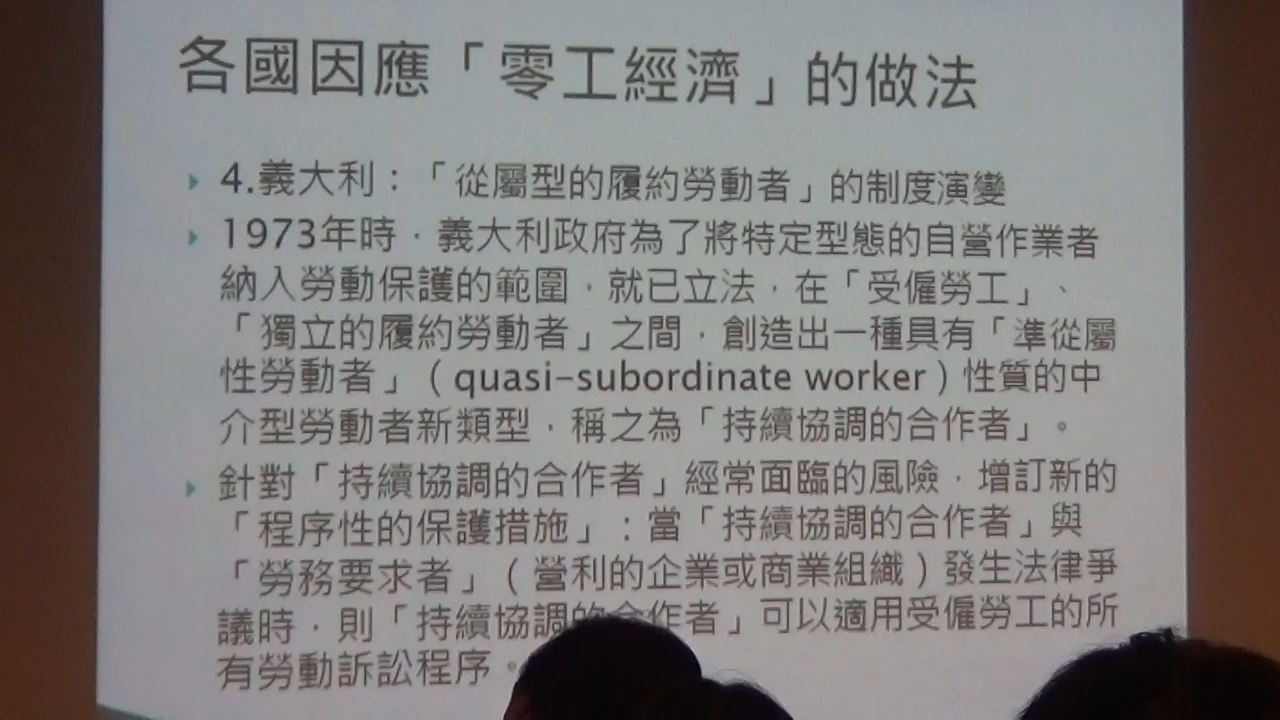 各國因應「零工經濟」的做法
4.義大利：「從屬型的履約勞動者」的制度演變
1973年時，義大利政府為了將特定型態的自營作業者
納入勞動保護的範圍，就已立法，在「受僱勞工」、
「獨立的履約勞動者」之間，創造出一種具有「準從屬
性勞動者」（quasi-subordinate worker）性質的中
介型勞動者新類型，稱之為「持續協調的合作者」。
針對「持續協調的合作者」經常面臨的風險，增訂新的
「程序性的保護措施」：當「持續協調的合作者」與
「勞務要求者」（營利的企業或商業組織）發生法律爭
議時，則「持續協調的合作者」可以適用受僱勞工的所
有勞動訴訟程序。